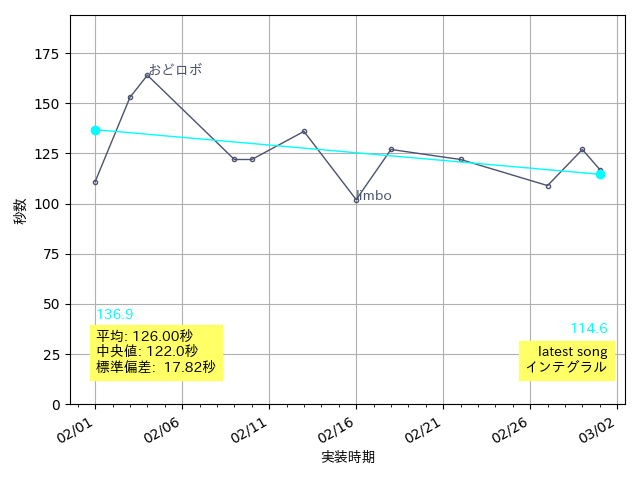 175
150
125
100
75
50
25
0
秒数
おどロボ
limbo
136.9
平均: 126.00秒
中央値: 122.0秒
標準偏差: 17.82秒
114.6
latest song
インテグラル
02/01
02/06
02/11
02/16
02/21
02/26
03/02
実装時期